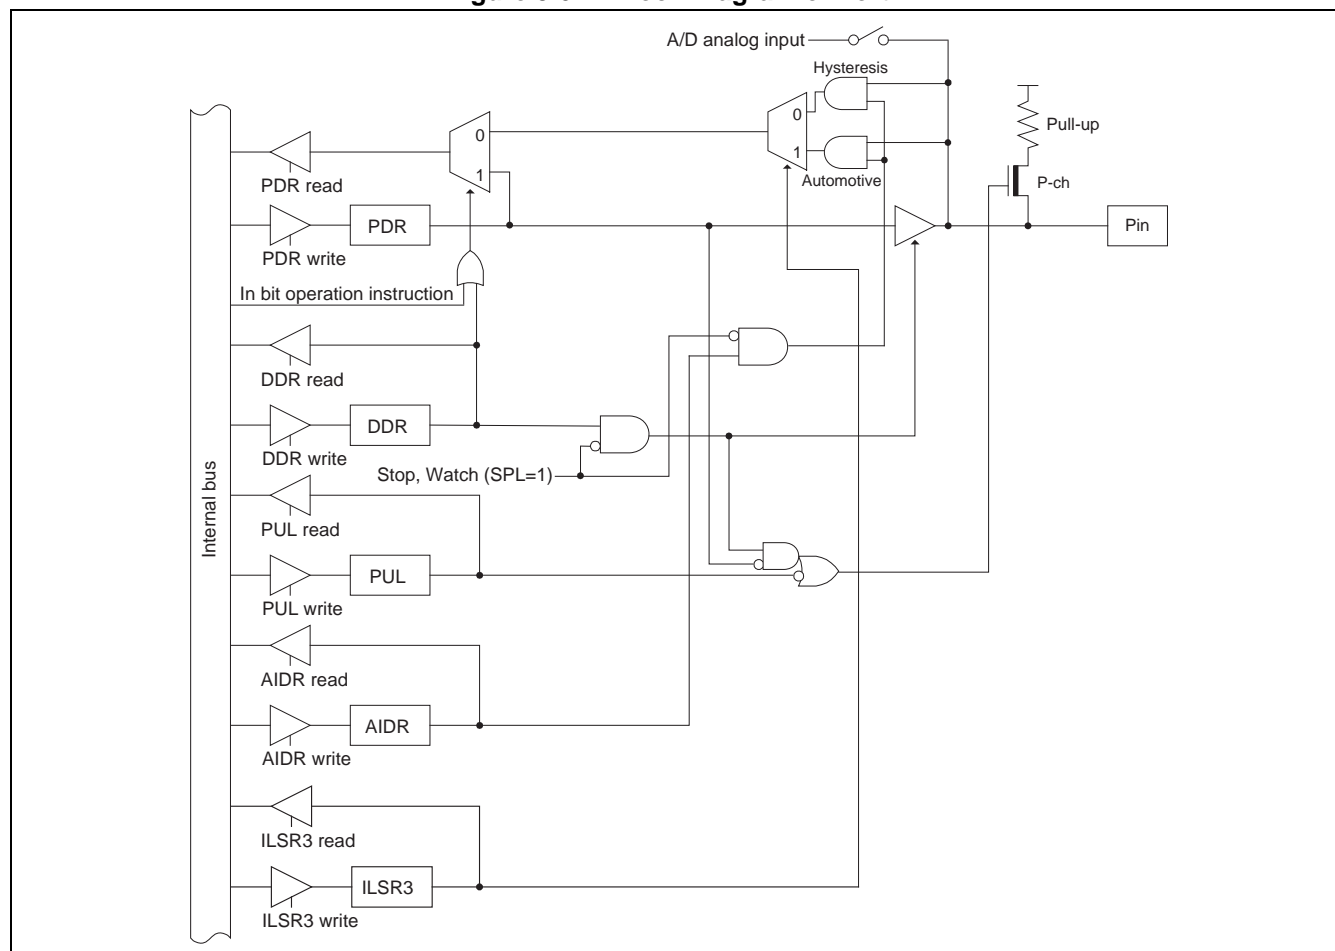 A/D analog input
Hysteresis
0
1
Automotive
Pull-up
P-ch
Pin
0
1
PDR read
PDR
PDR write
In bit operation instruction
DDR read
DDR
DDR write
Stop, Watch (SPL=1)
Internal bus
PUL read
PUL
PUL write
AIDR read
AIDR
AIDR write
ILSR3 read
ILSR3
ILSR3 write